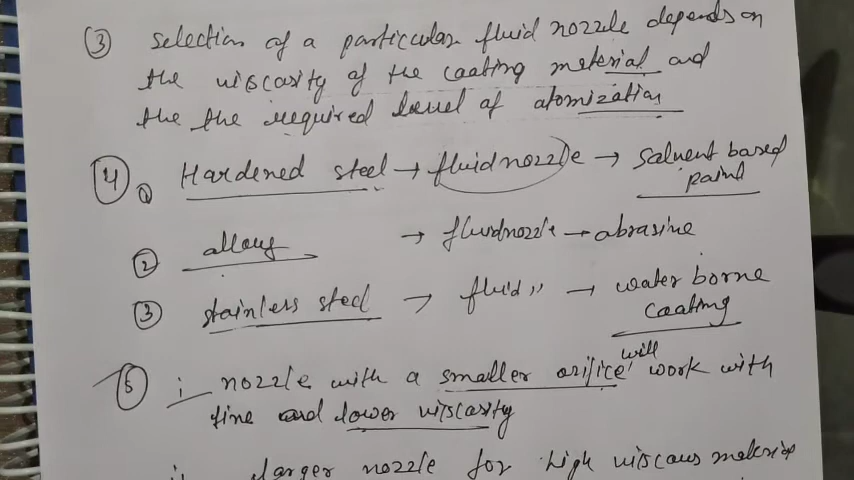 ③ selection of a particular fluid nozzle depends on
the viscosity of the coating material and
the the required level of atomization
④ ① Hardened steel → fluid nozzle → solvent based
paint
② alloy → fluid nozzle → abrasine
③ stainless steel → fluid " → water borne
coating
⑤ i nozzle with a smaller orifice will work with
fine and lower viscosity
larger nozzle for high viscous